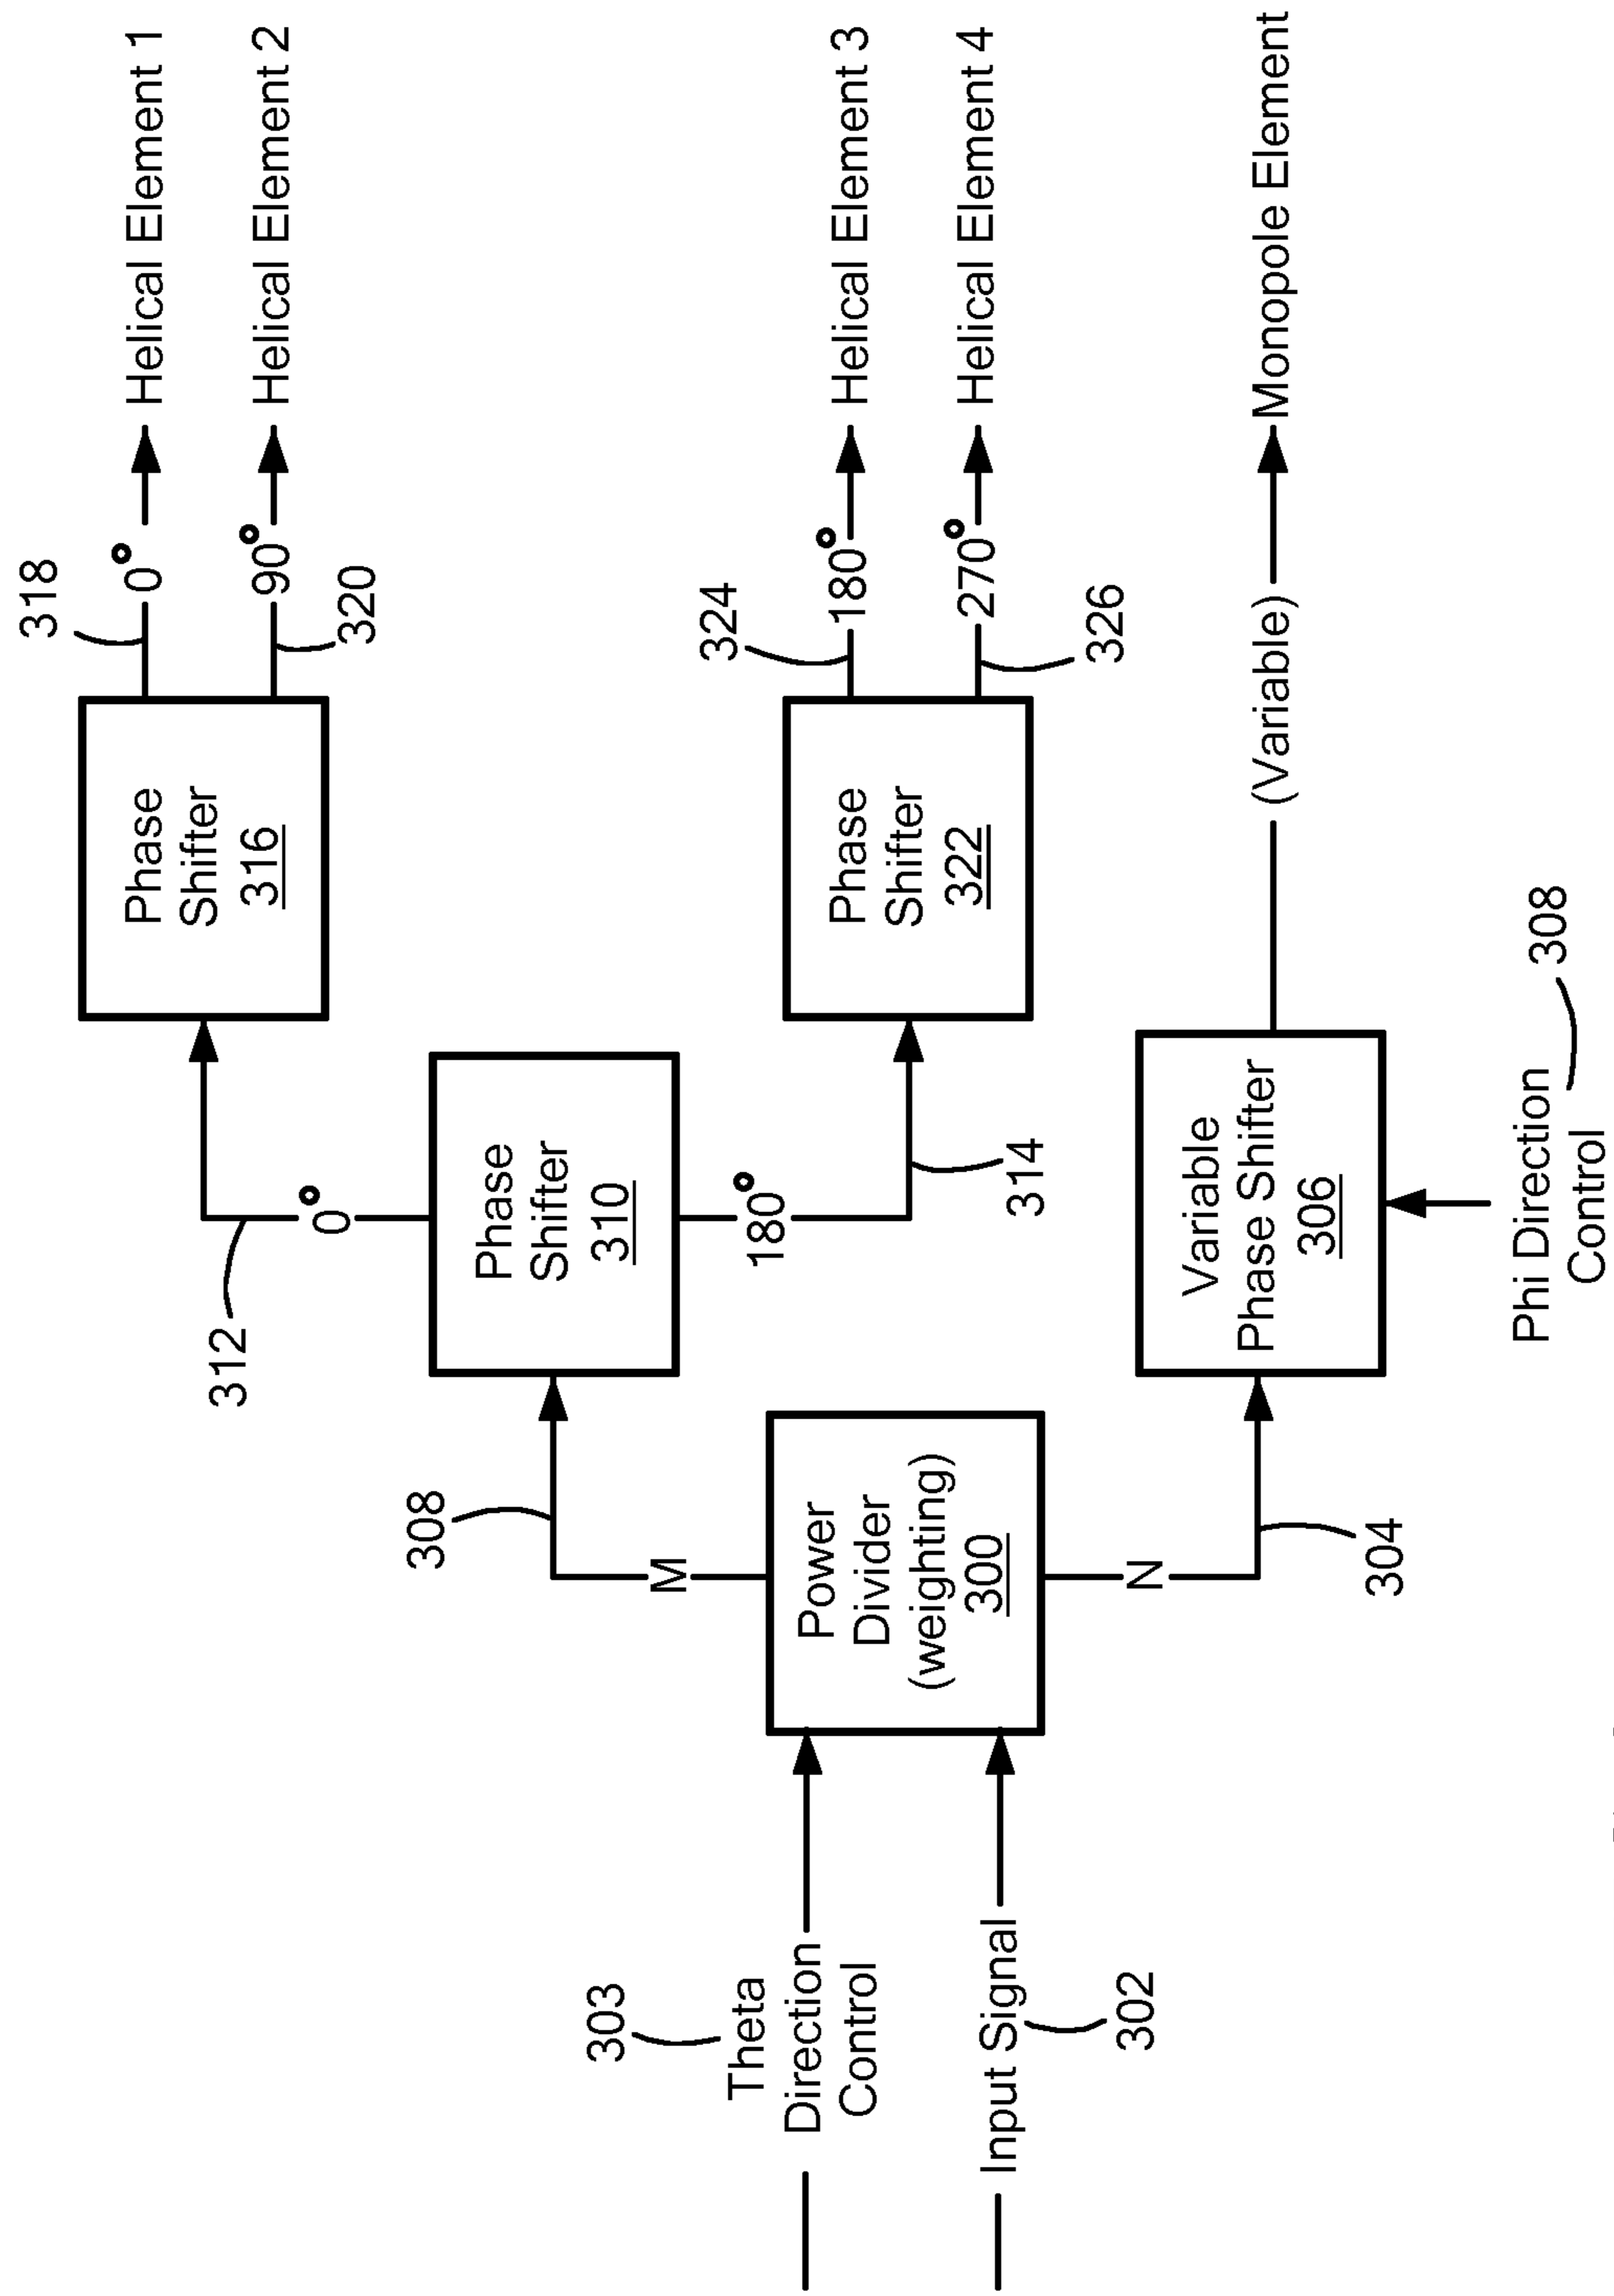 318
0°
Helical Element 1
90°
Helical Element 2
320
Phase
Shifter
316
312
0°
324
180°
Helical Element 3
270°
Helical Element 4
326
Phase
Shifter
322
308
M
Phase
Shifter
310
180°
314
303
Theta
Direction
Control
Input Signal
302
Power
Divider
(weighting)
300
N
304
Variable
Phase Shifter
306
(Variable)
Monopole Element
Phi Direction
Control
308